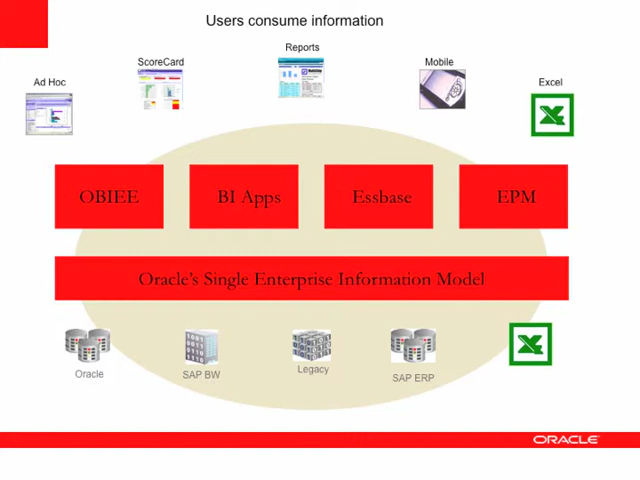 Users consume information
Reports
ScoreCard
Mobile
Ad Hoc
Excel
OBIEE
BI Apps
Essbase
EPM
Oracle's Single Enterprise Information Model
Oracle
SAP BW
Legacy
SAP ERP
ORACLE